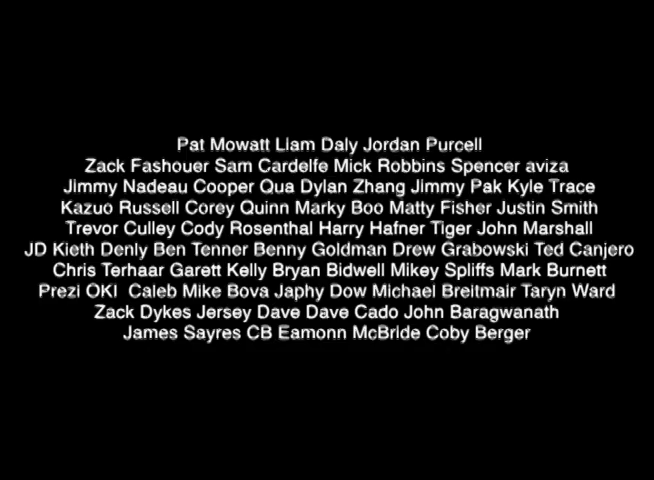 Pat Mowatt Liam Daly Jordan Purcell
Zack Fashouer Sam Cardelfe Mick Robbins Spencer aviza
Jimmy Nadeau Cooper Qua Dylan Zhang Jimmy Pak Kyle Trace
Kazuo Russell Corey Quinn Marky Boo Matty Fisher Justin Smith
Trevor Culley Cody Rosenthal Harry Hafner Tiger John Marshall
JD Kieth Denly Ben Tenner Benny Goldman Drew Grabowski Ted Canjero
Chris Terhaar Garett Kelly Bryan Bidwell Mikey Spliffs Mark Burnett
Prezi OKI  Caleb Mike Bova Japhy Dow Michael Breitmair Taryn Ward
Zack Dykes Jersey Dave Dave Cado John Baragwanath
James Sayres CB Eamonn McBride Coby Berger